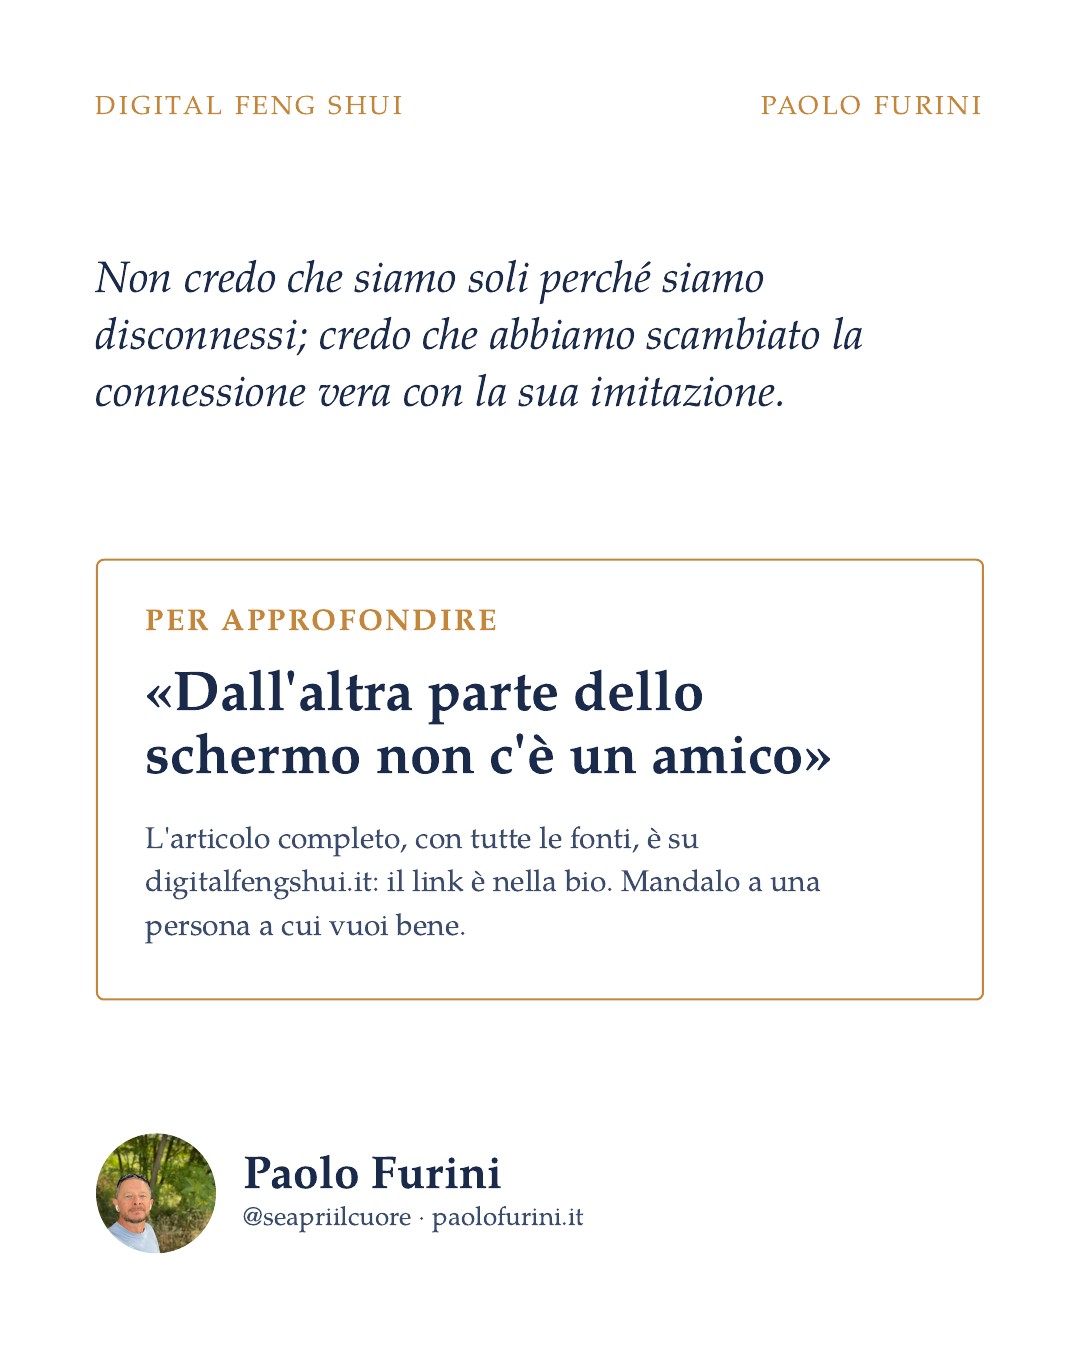 DIGITAL FENG SHUI
PAOLO FURINI
Non credo che siamo soli perché siamo
disconnessi; credo che abbiamo scambiato la
connessione vera con la sua imitazione.
PER APPROFONDIRE
«Dall'altra parte dello
schermo non c'è un amico»
L'articolo completo, con tutte le fonti, è su
digitalfengshui.it: il link è nella bio. Mandalo a una
persona a cui vuoi bene.
Paolo Furini
@seapriilcuore · paolofurini.it